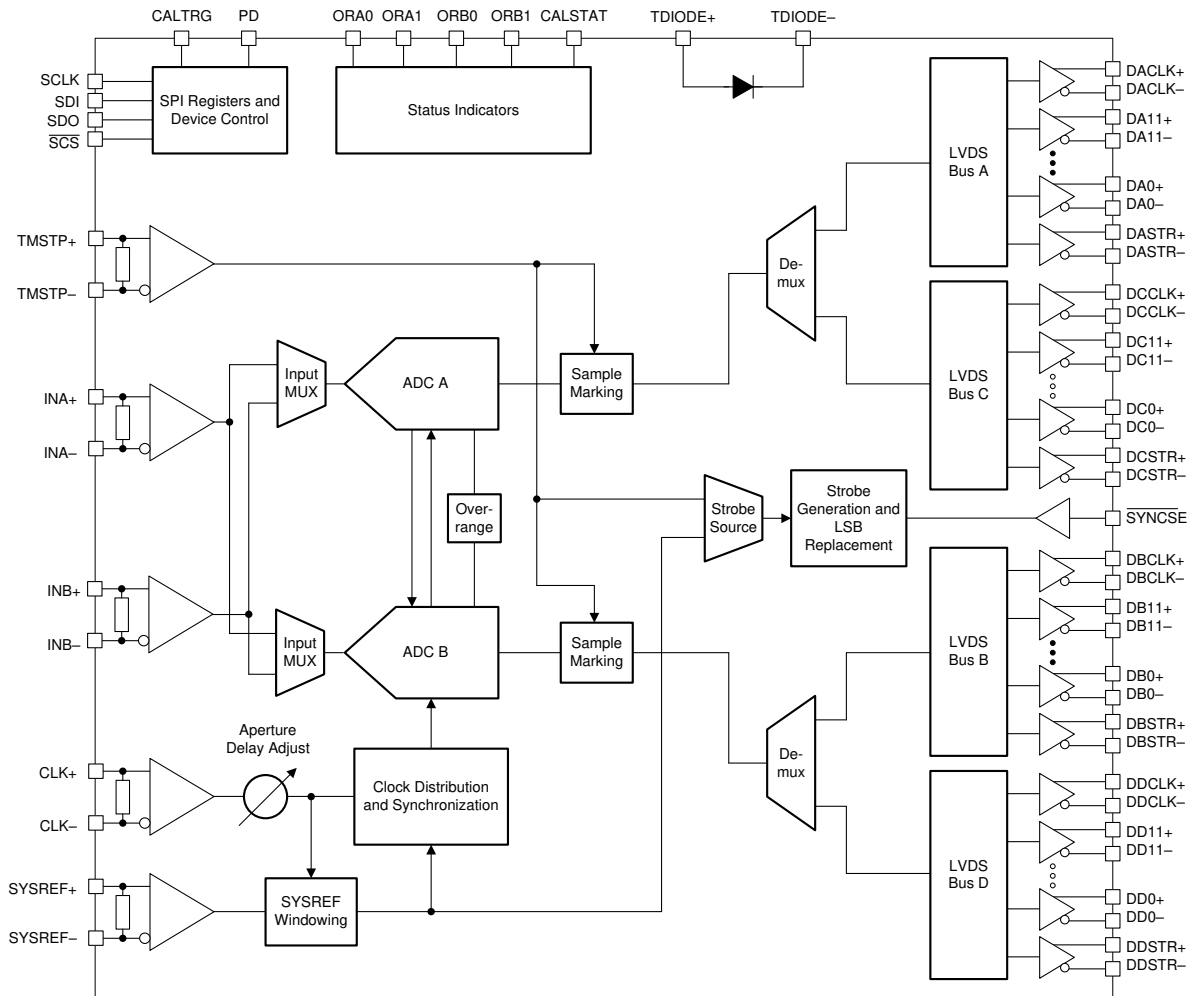 CALTRG
PD
ORA0
ORA1
ORB0
ORB1
CALSTAT
TDIODE+
TDIODE–
SCLK
SDI
SDO
SCS
SPI Registers and
Device Control
Status Indicators
TMSTP+
TMSTP–
INA+
INA–
INB+
INB–
CLK+
CLK–
SYSREF+
SYSREF–
Input
MUX
ADC A
Over-
range
Input
MUX
ADC B
Aperture
Delay Adjust
Clock Distribution
and Synchronization
SYSREF
Windowing
Sample
Marking
Sample
Marking
Strobe
Source
Strobe
Generation and
LSB
Replacement
De-
mux
De-
mux
LVDS
Bus A
DACLK+
DACLK–
DA11+
DA11–
DA0+
DA0–
DASTR+
DASTR–
LVDS
Bus C
DCCLK+
DCCLK–
DC11+
DC11–
DC0+
DC0–
DCSTR+
DCSTR–
SYNCSE
LVDS
Bus B
DBCLK+
DBCLK–
DB11+
DB11–
DB0+
DB0–
DBSTR+
DBSTR–
LVDS
Bus D
DDCLK+
DDCLK–
DD11+
DD11–
DD0+
DD0–
DDSTR+
DDSTR–